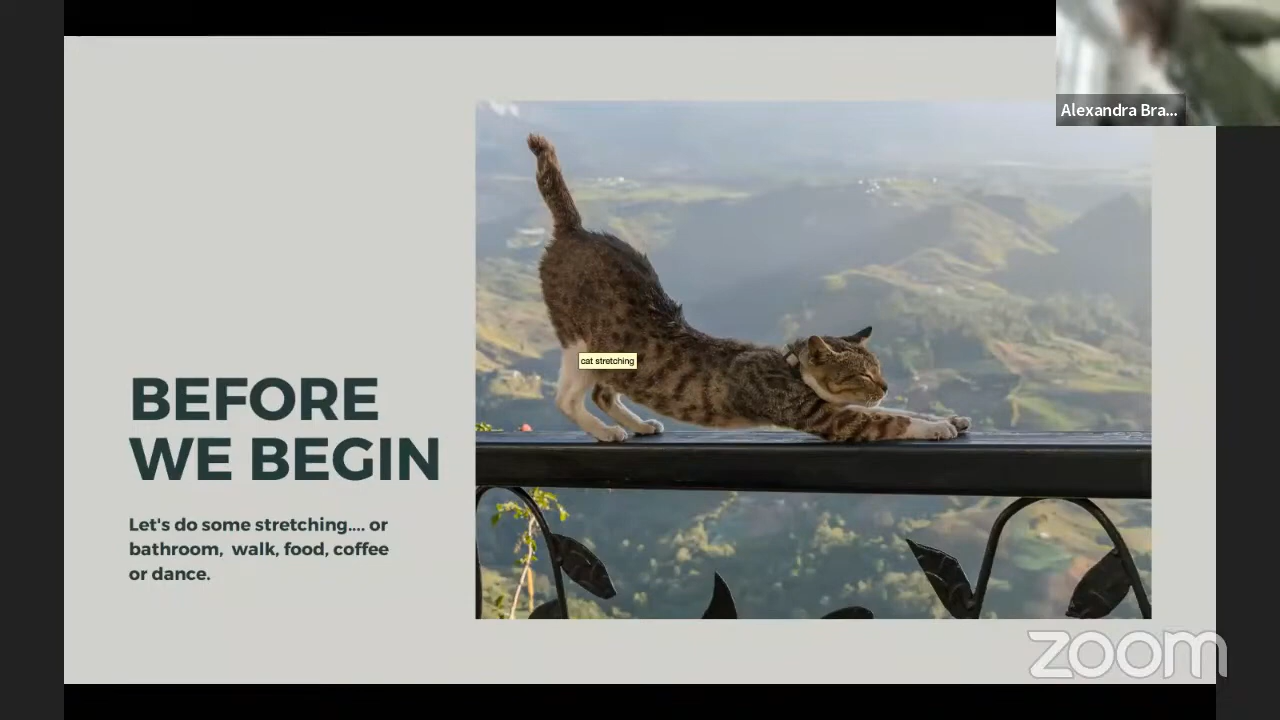 Alexandra Bra...
cat stretching
BEFORE
WE BEGIN
Let's do some stretching.... or
bathroom, walk, food, coffee
or dance.
zoom